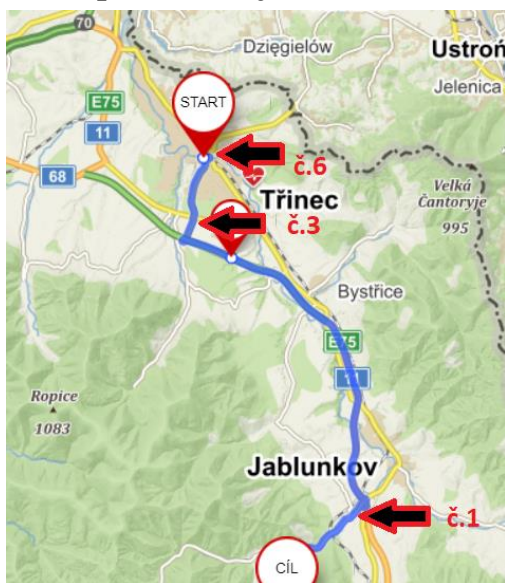 70
Dzięgielów
Ustroń
START
Jelenica
E75
11
68
č.6
Třinec
Velká
Čantoryje
995
č.3
Bystřice
E75
11
Ropice
1083
Jablunkov
č.1
CÍL